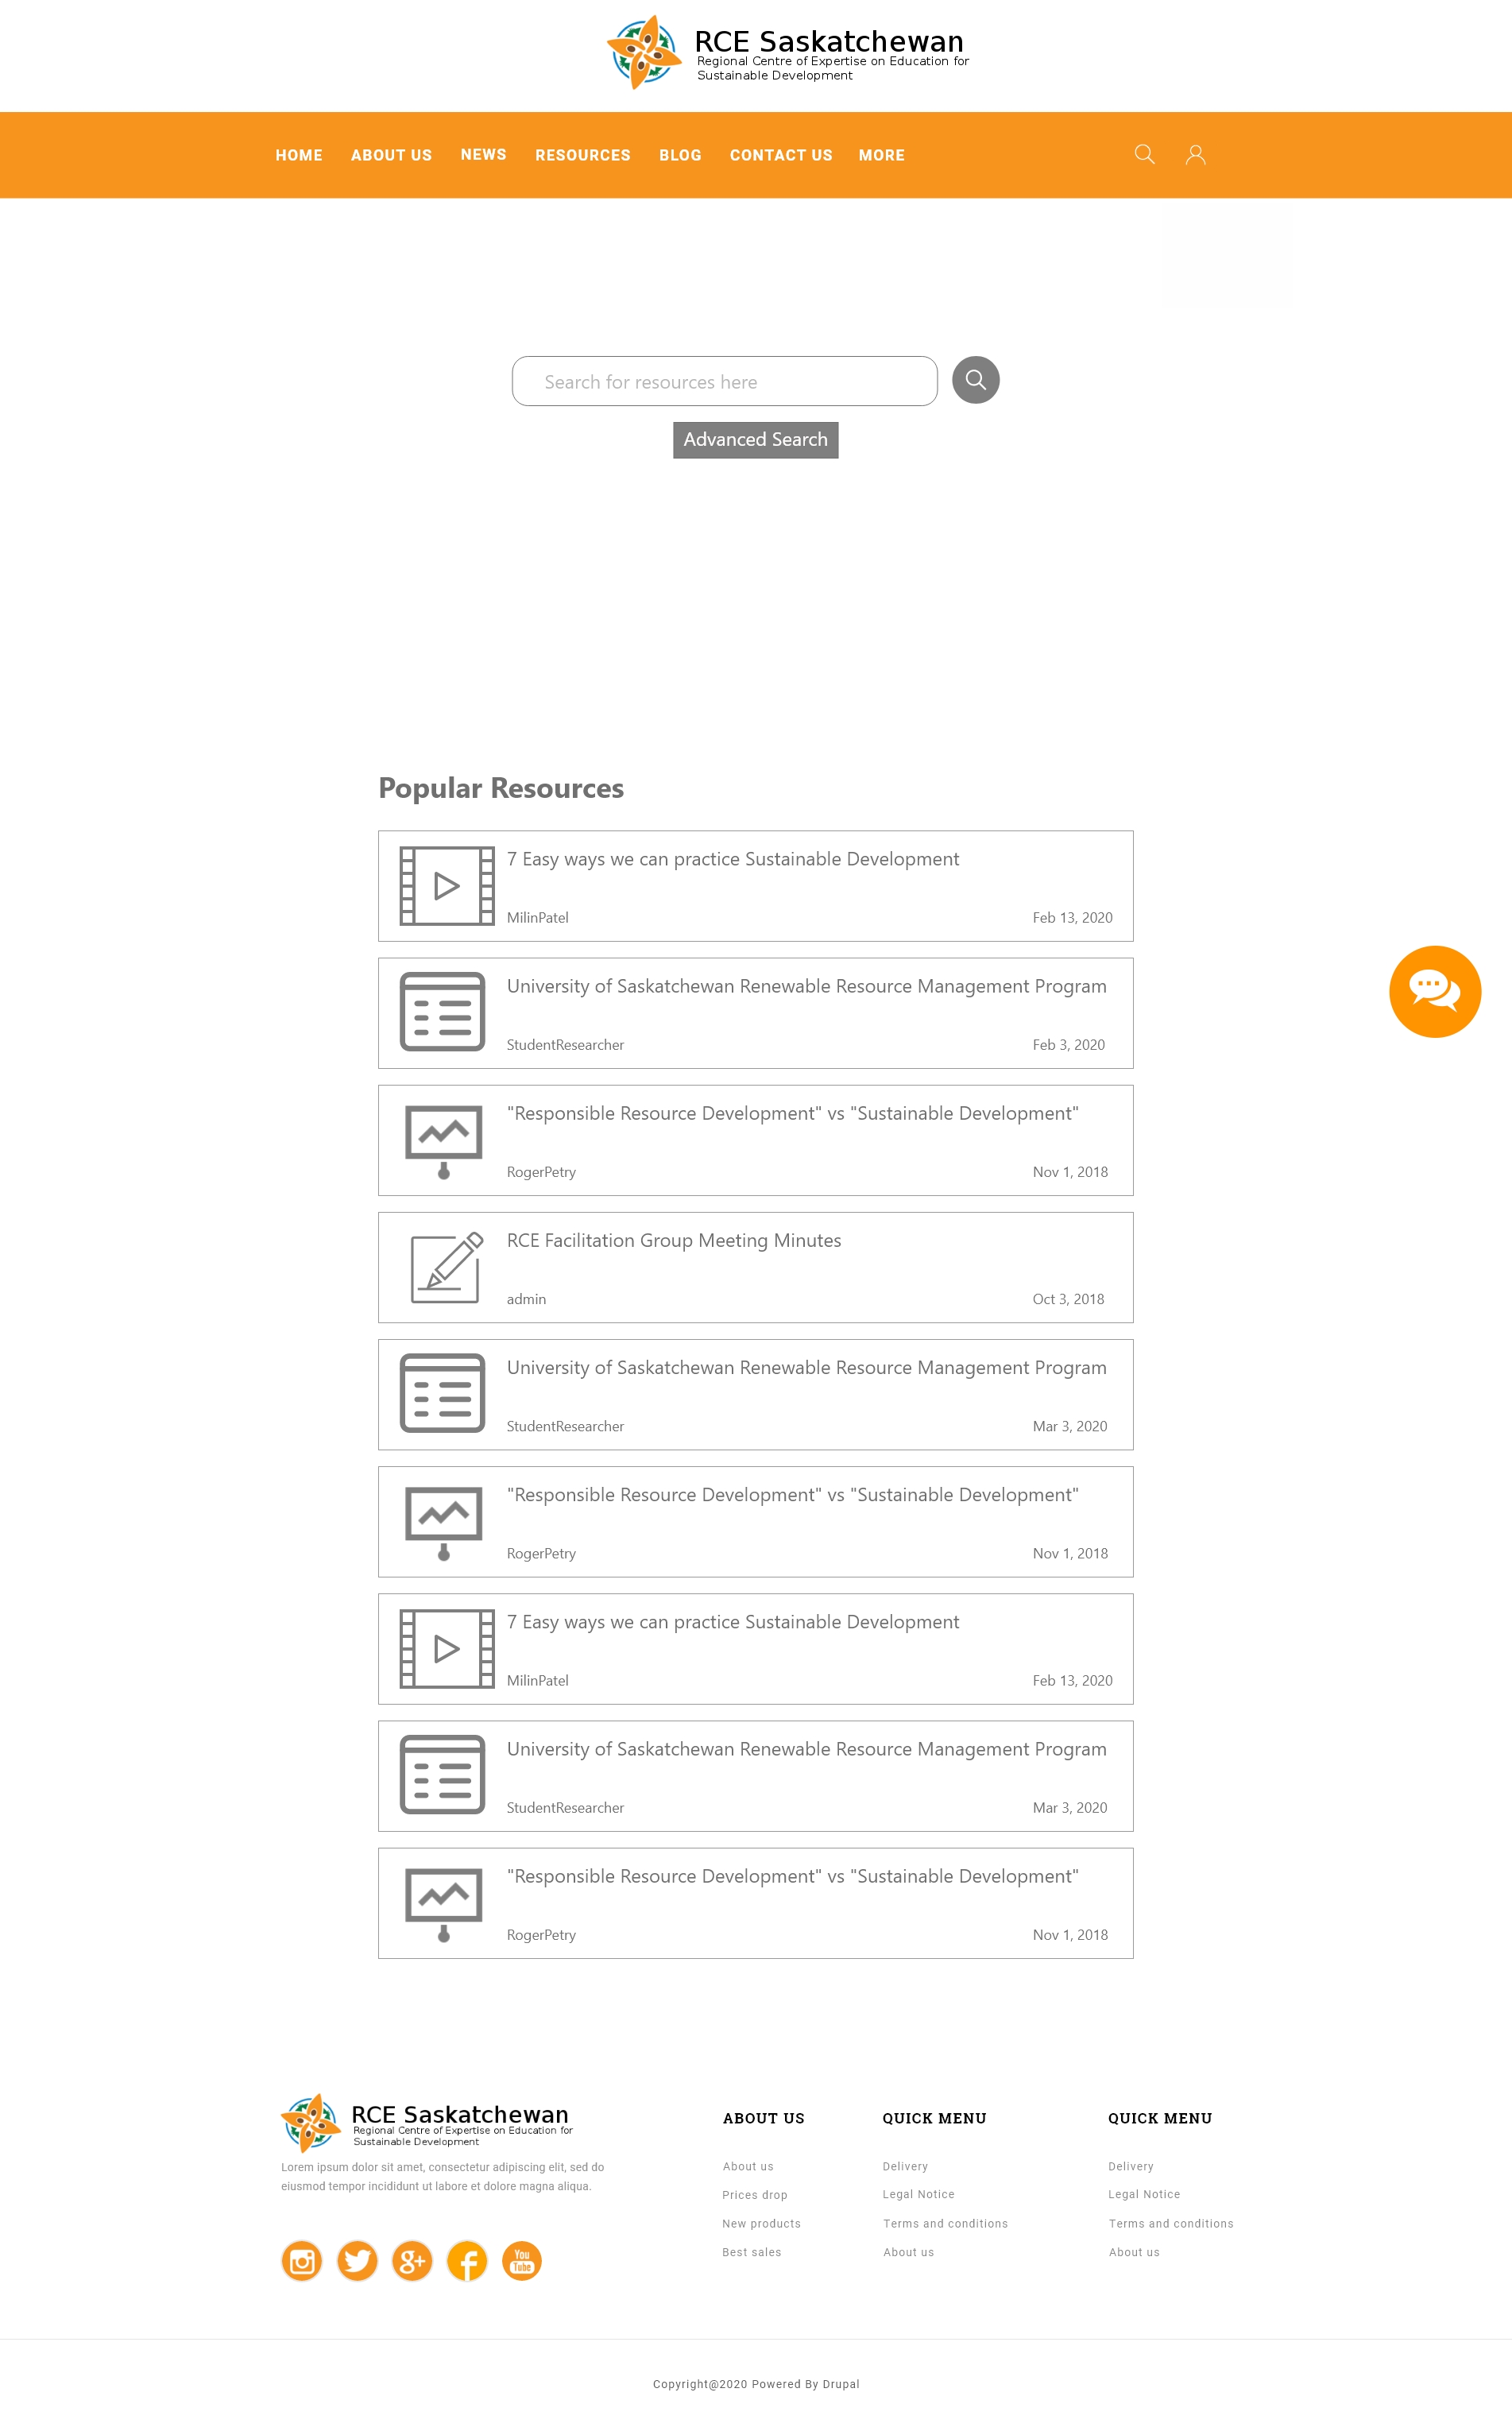 RCE Saskatchewan
Regional Centre of Expertise on Education for
Sustainable Development
HOME ABOUT US NEWS RESOURCES BLOG CONTACT US MORE
Search for resources here
Advanced Search
Popular Resources
7 Easy ways we can practice Sustainable Development
MilinPatel Feb 13, 2020
University of Saskatchewan Renewable Resource Management Program
StudentResearcher Feb 3, 2020
"Responsible Resource Development" vs "Sustainable Development"
RogerPetry Nov 1, 2018
RCE Facilitation Group Meeting Minutes
admin Oct 3, 2018
University of Saskatchewan Renewable Resource Management Program
StudentResearcher Mar 3, 2020
"Responsible Resource Development" vs "Sustainable Development"
RogerPetry Nov 1, 2018
7 Easy ways we can practice Sustainable Development
MilinPatel Feb 13, 2020
University of Saskatchewan Renewable Resource Management Program
StudentResearcher Mar 3, 2020
"Responsible Resource Development" vs "Sustainable Development"
RogerPetry Nov 1, 2018
RCE Saskatchewan
Regional Centre of Expertise on Education for
Sustainable Development
Lorem ipsum dolor sit amet, consectetur adipiscing elit, sed do
eiusmod tempor incididunt ut labore et dolore magna aliqua.
g+ f You Tube
ABOUT US
About us
Prices drop
New products
Best sales
QUICK MENU
Delivery
Legal Notice
Terms and conditions
About us
QUICK MENU
Delivery
Legal Notice
Terms and conditions
About us
Copyright@2020 Powered By Drupal